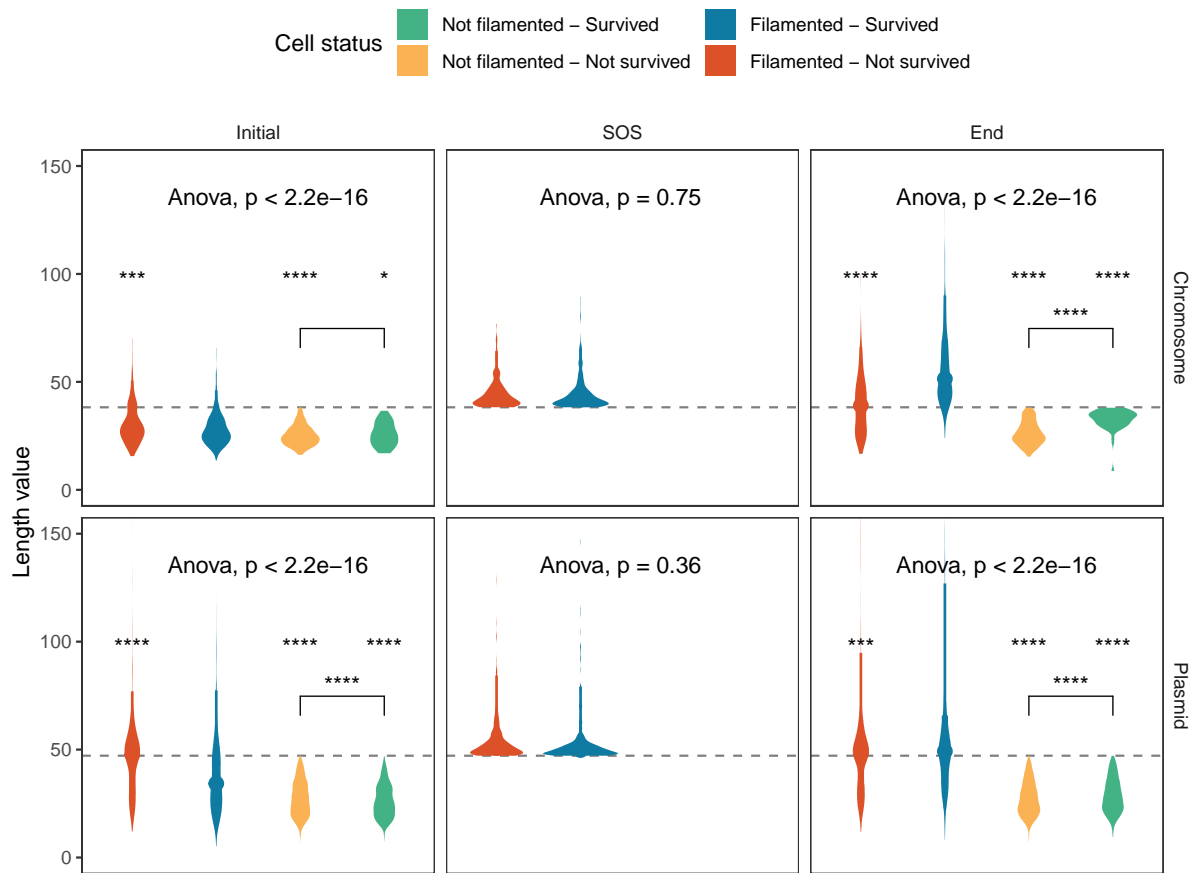 Cell status
Not filamented − Survived
Filamented − Survived
Not filamented − Not survived
Filamented − Not survived
Initial
SOS
End
150
100
50
0
Anova, p < 2.2e−16
***
****
*
Anova, p = 0.75
Anova, p < 2.2e−16
****
****
****
****
Chromosome
Length value
150
100
50
0
Anova, p < 2.2e−16
****
****
****
****
Anova, p = 0.36
Anova, p < 2.2e−16
***
****
****
****
Plasmid